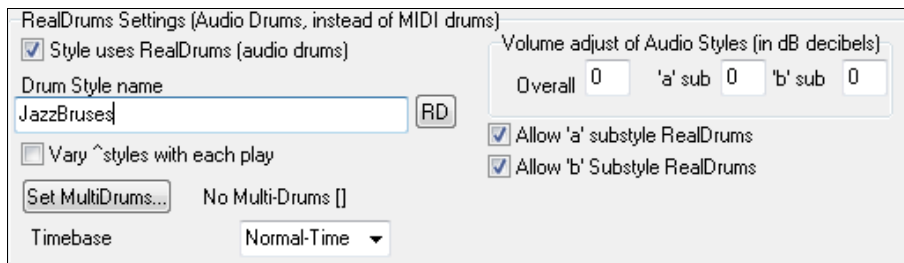 RealDrums Settings (Audio Drums, instead of MIDI drums)
Style uses RealDrums (audio drums)
Drum Style name
JazzBruses
RD
Vary ^styles with each play
Set MultiDrums...
No Multi-Drums []
Timebase
Normal-Time
Volume adjust of Audio Styles (in dB decibels)
Overall 0 'a' sub 0 'b' sub 0
Allow 'a' substyle RealDrums
Allow 'b' Substyle RealDrums